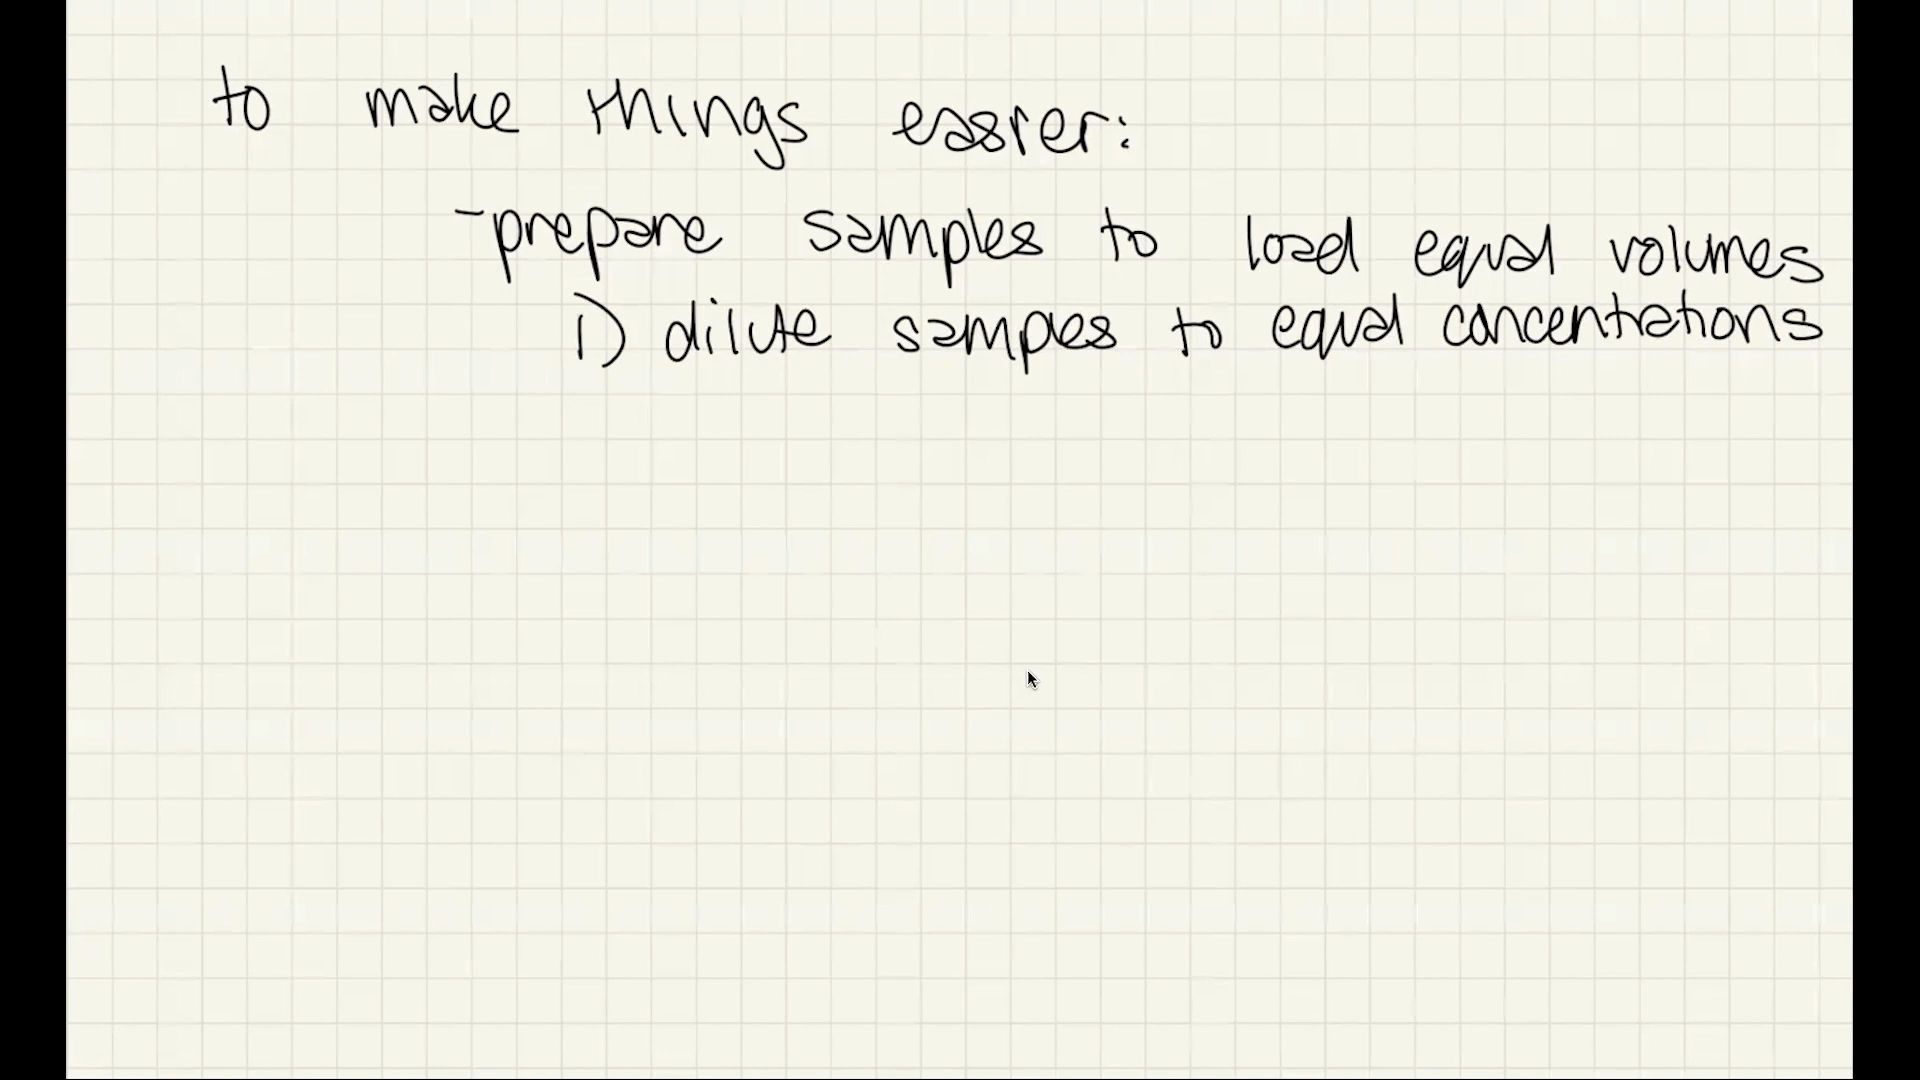 to make things easier:
-prepare samples to load equal volumes
1) dilute samples to equal concentrations